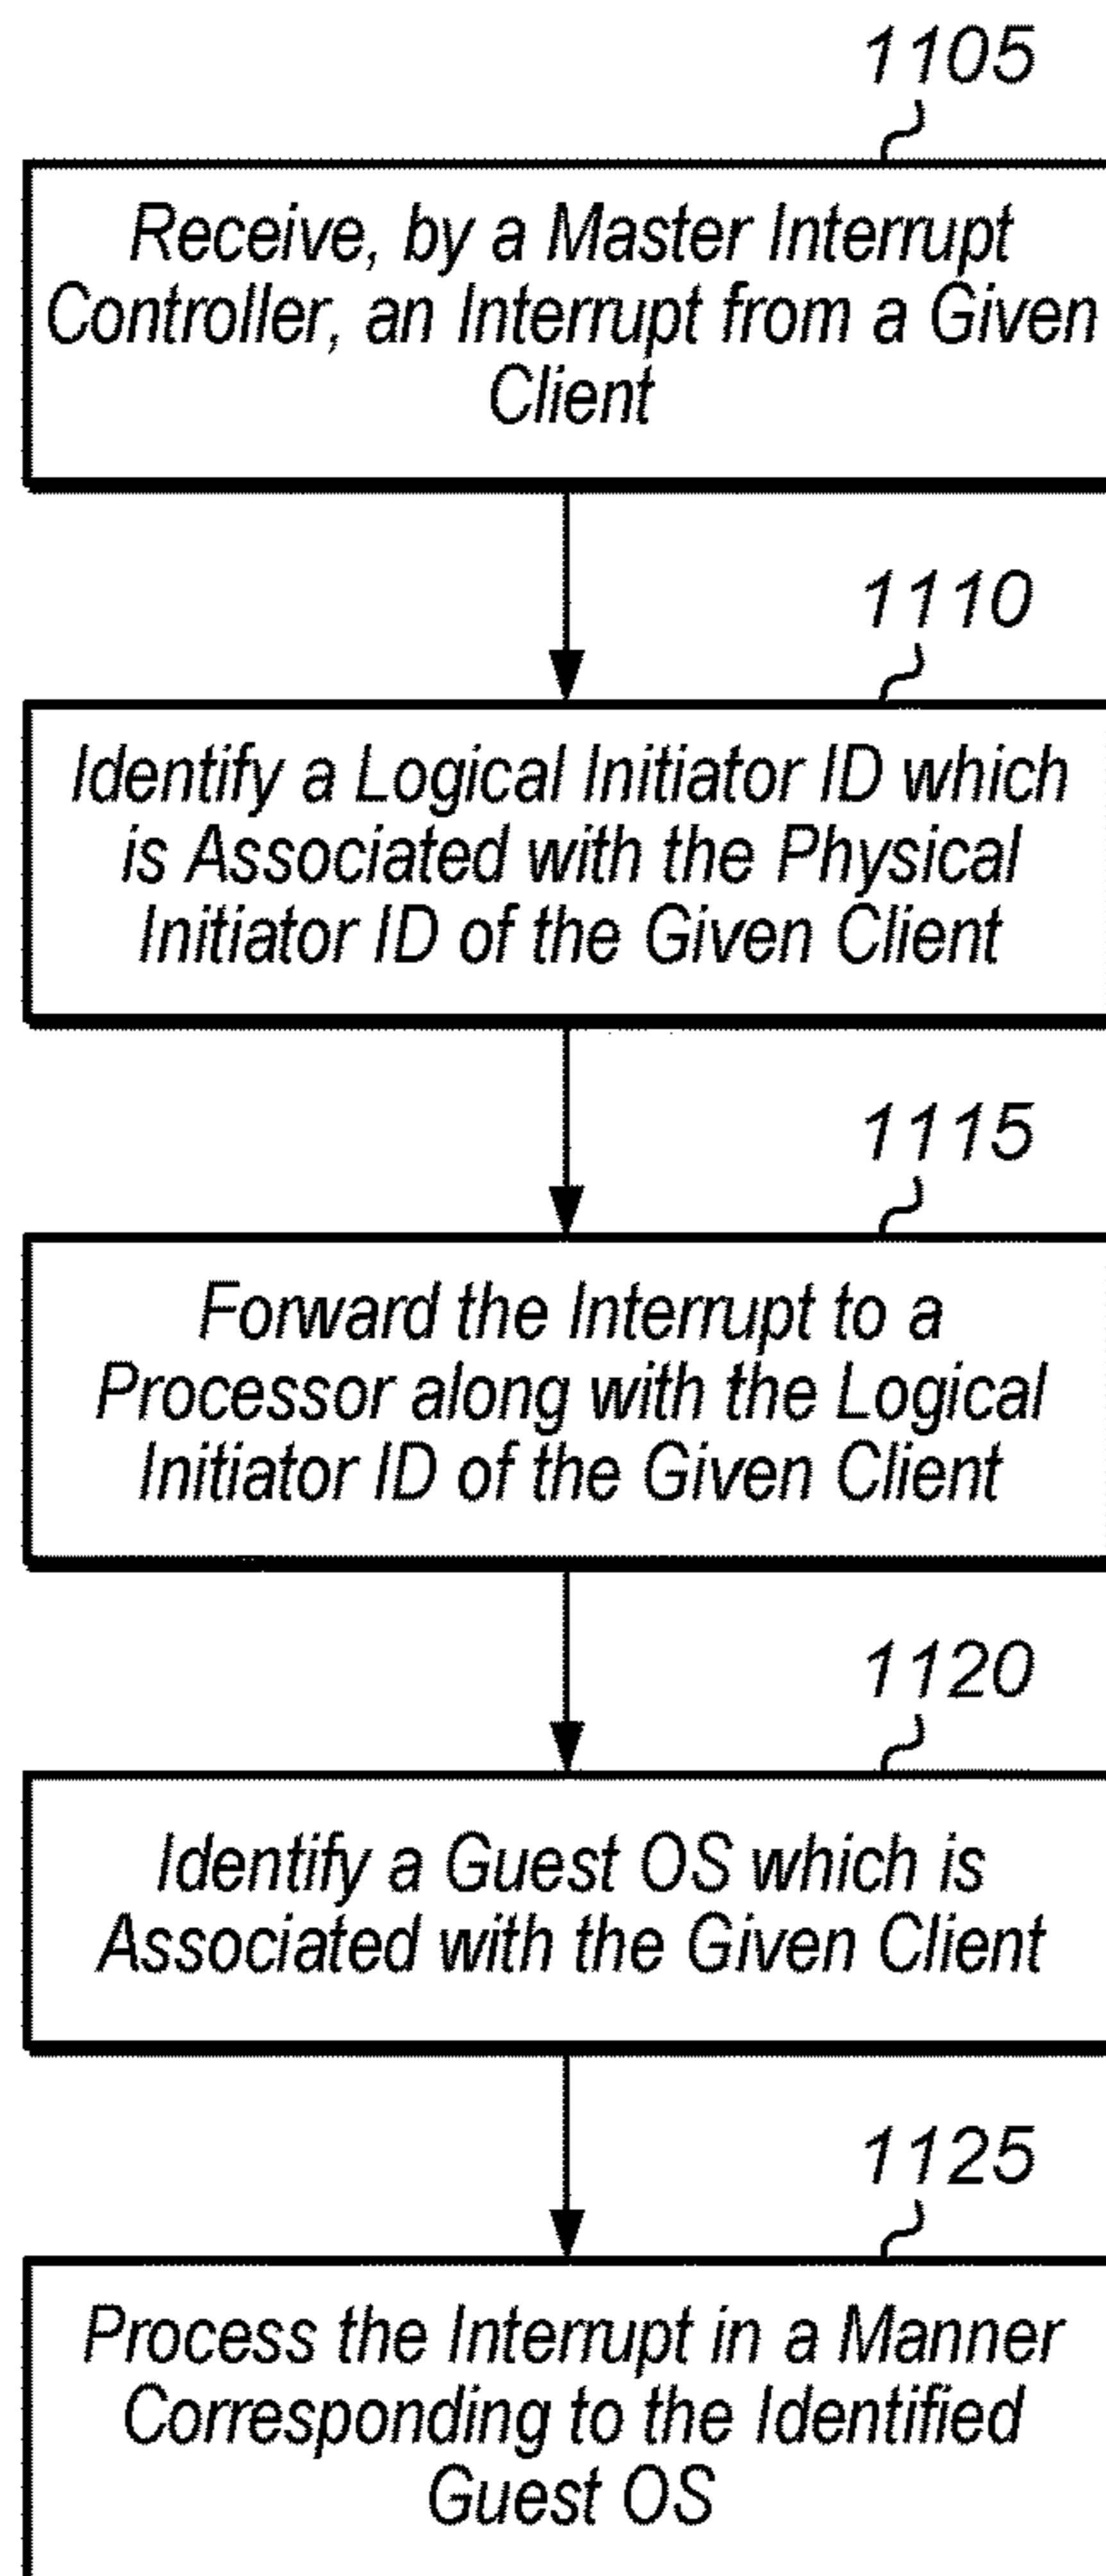 1105
Receive, by a Master Interrupt
Controller, an Interrupt from a Given
Client
1110
Identify a Logical Initiator ID which
is Associated with the Physical
Initiator ID of the Given Client
1115
Forward the Interrupt to a
Processor along with the Logical
Initiator ID of the Given Client
1120
Identify a Guest OS which is
Associated with the Given Client
1125
Process the Interrupt in a Manner
Corresponding to the Identified
Guest OS